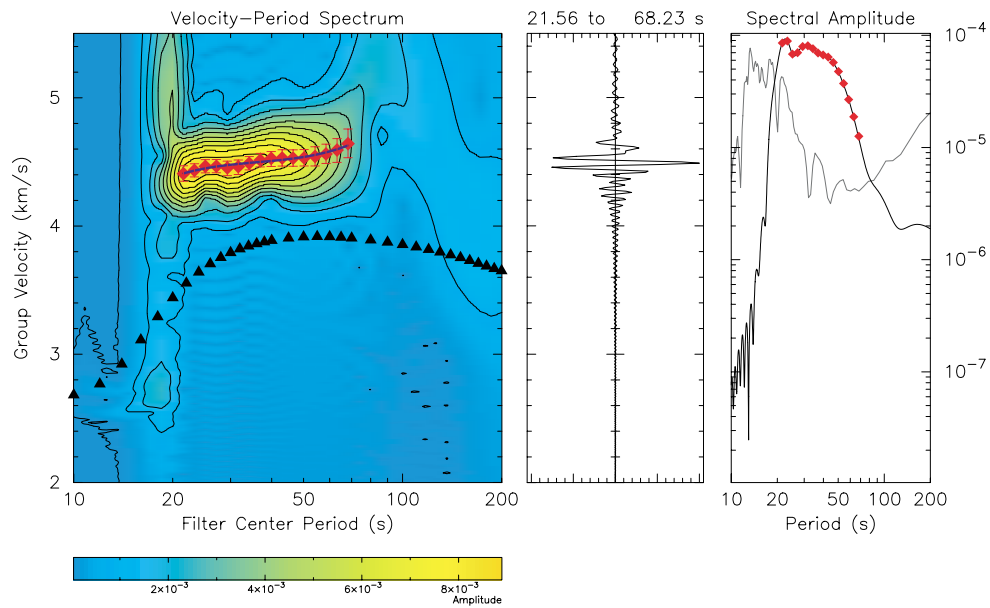 Velocity−Period Spectrum
21.56 to 68.23 s
Spectral Amplitude
5
4
3
2
Group Velocity (km/s)
10 20 50 100 200
Filter Center Period (s)
10⁻⁴
10⁻⁵
10⁻⁶
10⁻⁷
10 20 50 100 200
Period (s)
2×10⁻³ 4×10⁻³ 6×10⁻³ 8×10⁻³
Amplitude